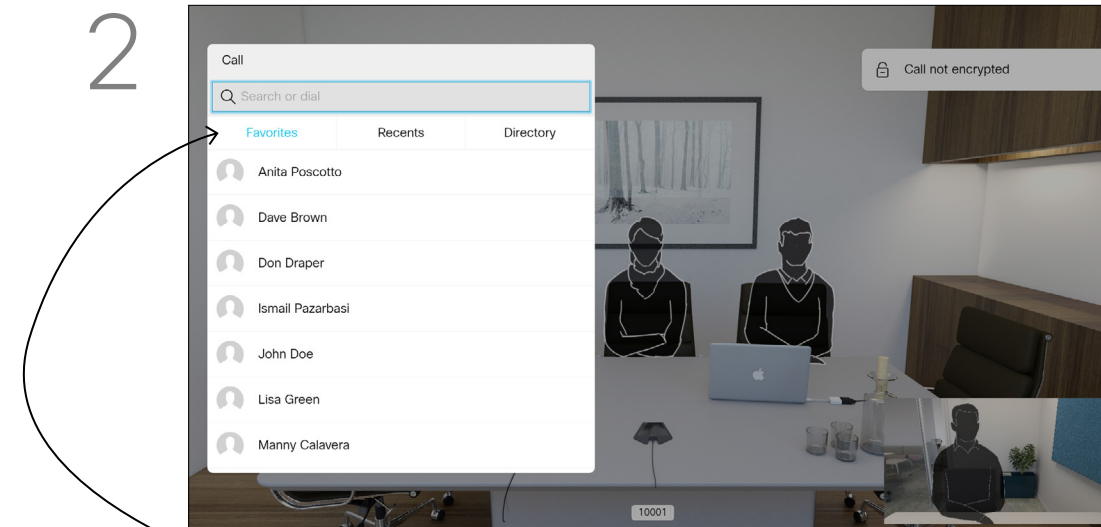 2
Call
Call not encrypted
Search or dial
Favorites Recents Directory
Anita Poscotto
Dave Brown
Don Draper
Ismail Pazarbasi
John Doe
Lisa Green
Manny Calavera
10001